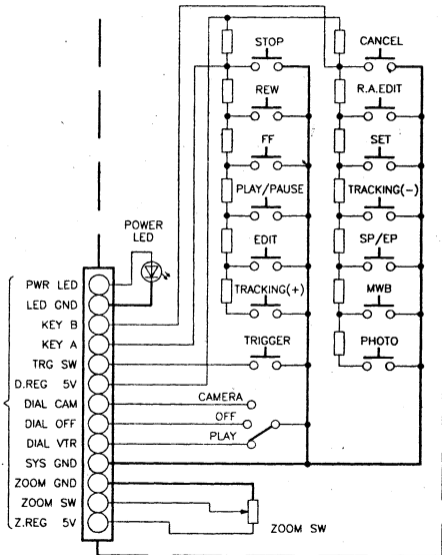 STOP
CANCEL
REW
R.A.EDIT
FF
SET
PLAY/PAUSE
TRACKING(-)
POWER
LED
EDIT
SP/EP
TRACKING(+)
MWB
TRIGGER
PHOTO
PWR LED
LED GND
KEY B
KEY A
TRG SW
D.REG 5V
DIAL CAM
DIAL OFF
DIAL VTR
SYS GND
ZOOM GND
ZOOM SW
Z.REG 5V
CAMERA
OFF
PLAY
ZOOM SW